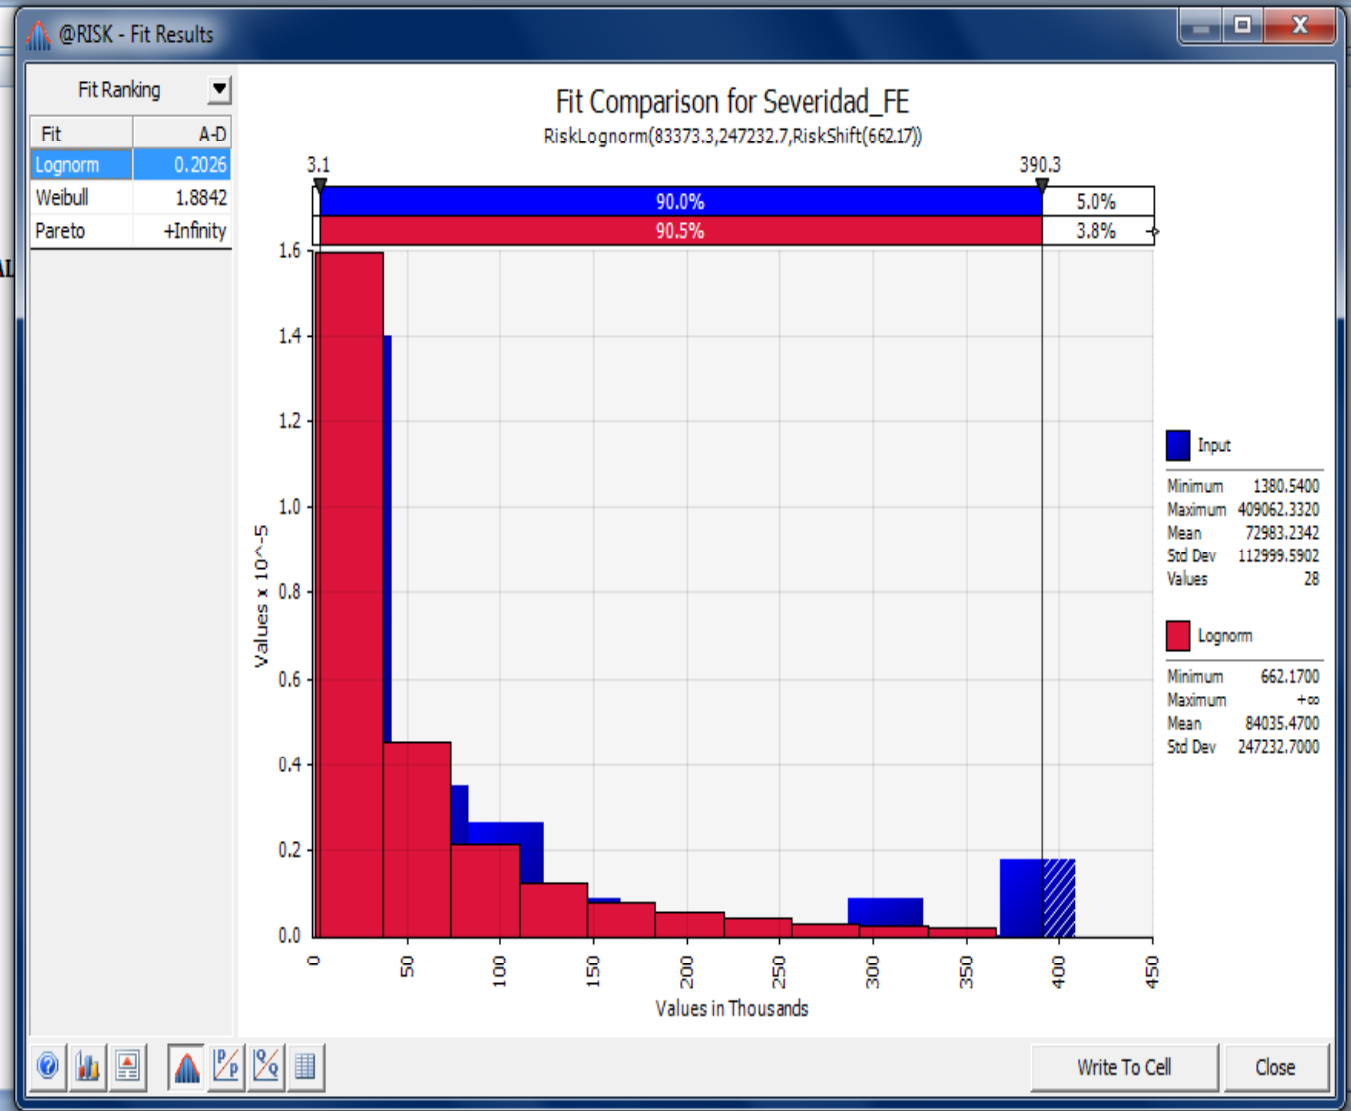 @RISK - Fit Results
Fit Ranking
Fit A-D
Lognorm 0.2026
Weibull 1.8842
Pareto +Infinity
AL
Fit Comparison for Severidad_FE
RiskLognorm(83373.3,247232.7,RiskShift(662.17))
3.1 390.3
90.0% 5.0%
90.5% 3.8%
1.6
1.4
1.2
1.0
0.8
0.6
0.4
0.2
0.0
Values x 10^-5
0 50 100 150 200 250 300 350 400 450
Values in Thousands
Input
Minimum 1380.5400
Maximum 409062.3320
Mean 72983.2342
Std Dev 112999.5902
Values 28
Lognorm
Minimum 662.1700
Maximum +∞
Mean 84035.4700
Std Dev 247232.7000
P/P Q/Q
Write To Cell Close